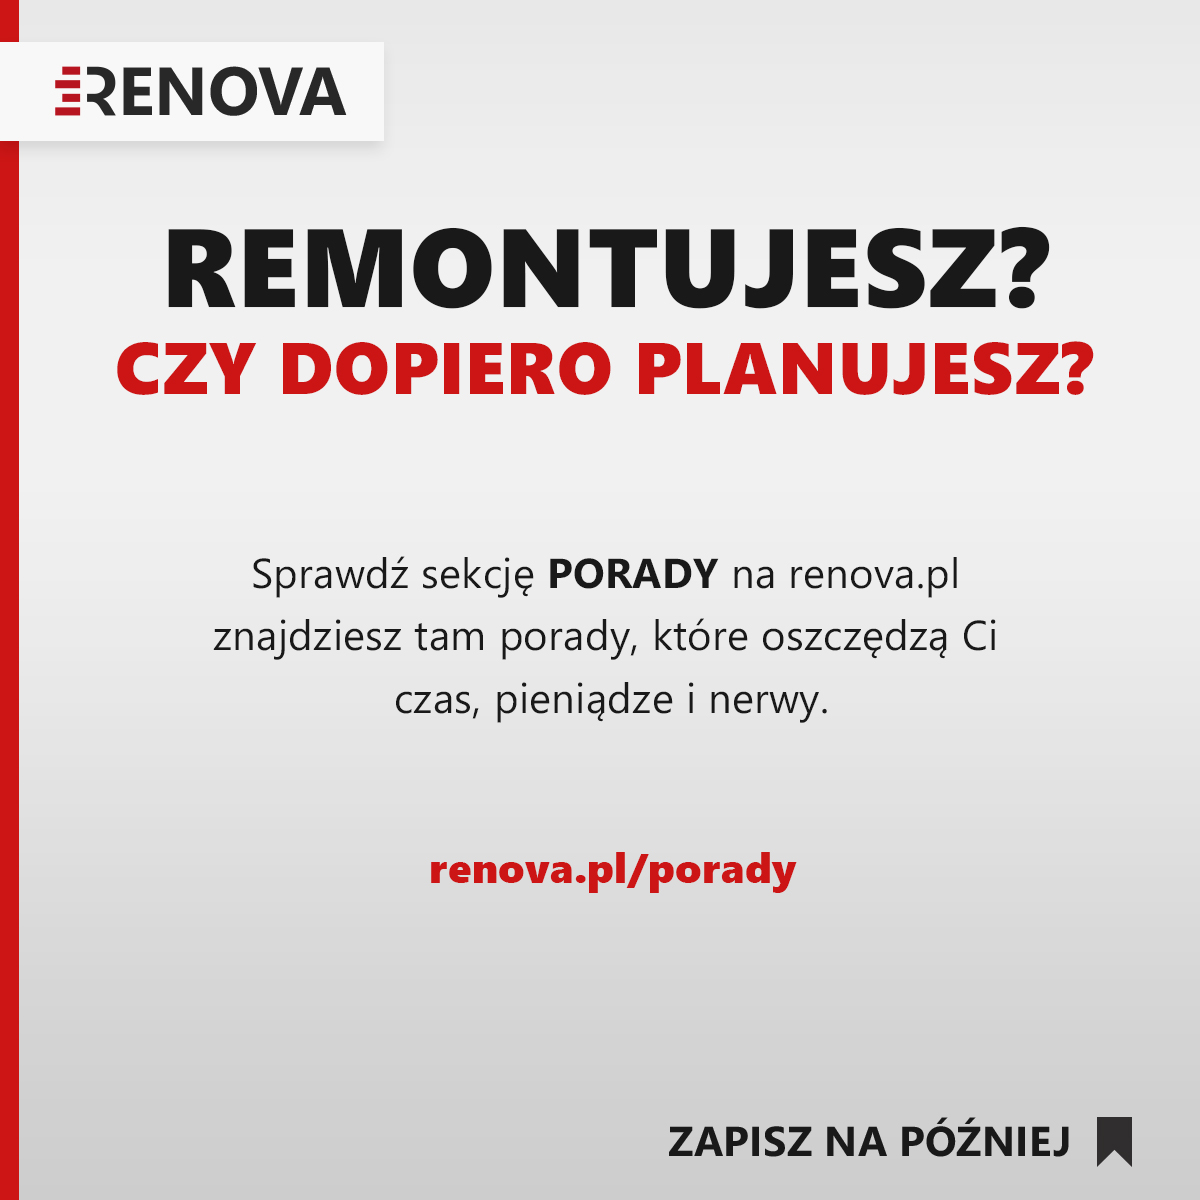 RENOVA
REMONTUJESZ?
CZY DOPIERO PLANUJESZ?
Sprawdź sekcję PORADY na renova.pl
znajdziesz tam porady, które oszczędzą Ci
czas, pieniądze i nerwy.
renova.pl/porady
ZAPISZ NA PÓŹNIEJ